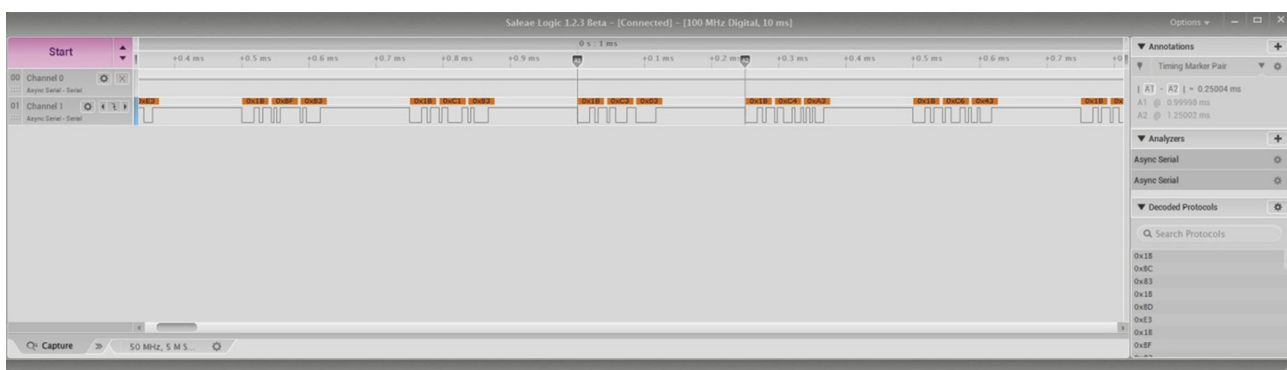 Saleae Logic 1.2.3 Beta - [Connected] - [100 MHz Digital, 10 ms]
Options
Start
0 s : 1 ms
+0.4 ms +0.5 ms +0.6 ms +0.7 ms +0.8 ms +0.9 ms +0.1 ms +0.2 ms +0.3 ms +0.4 ms +0.5 ms +0.6 ms +0.7 ms
00 Channel 0
Async Serial - Serial
01 Channel 1
Async Serial - Serial
0xE3 0x1B 0xBF 0x83 0x1B 0xC1 0xB3 0x1B 0xC2 0xD3 0x1B 0xC4 0xA3 0x1B 0xC6 0x43 0x1B
Annotations
Timing Marker Pair
| A1 - A2 | = 0.25004 ms
A1 @ 0.99998 ms
A2 @ 1.25002 ms
Analyzers
Async Serial
Async Serial
Decoded Protocols
Search Protocols
0x1B
0xBC
0x83
0x1B
0xBD
0xE3
0x1B
0xBF
Capture
50 MHz, 5 M S...